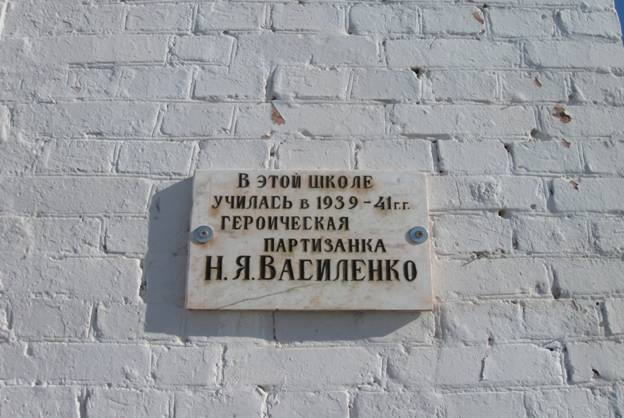 В ЭТОЙ ШКОЛЕ
УЧИЛАСЬ В 1939-41 г.г.
ГЕРОИЧЕСКАЯ
ПАРТИЗАНКА
Н.Я.ВАСИЛЕНКО